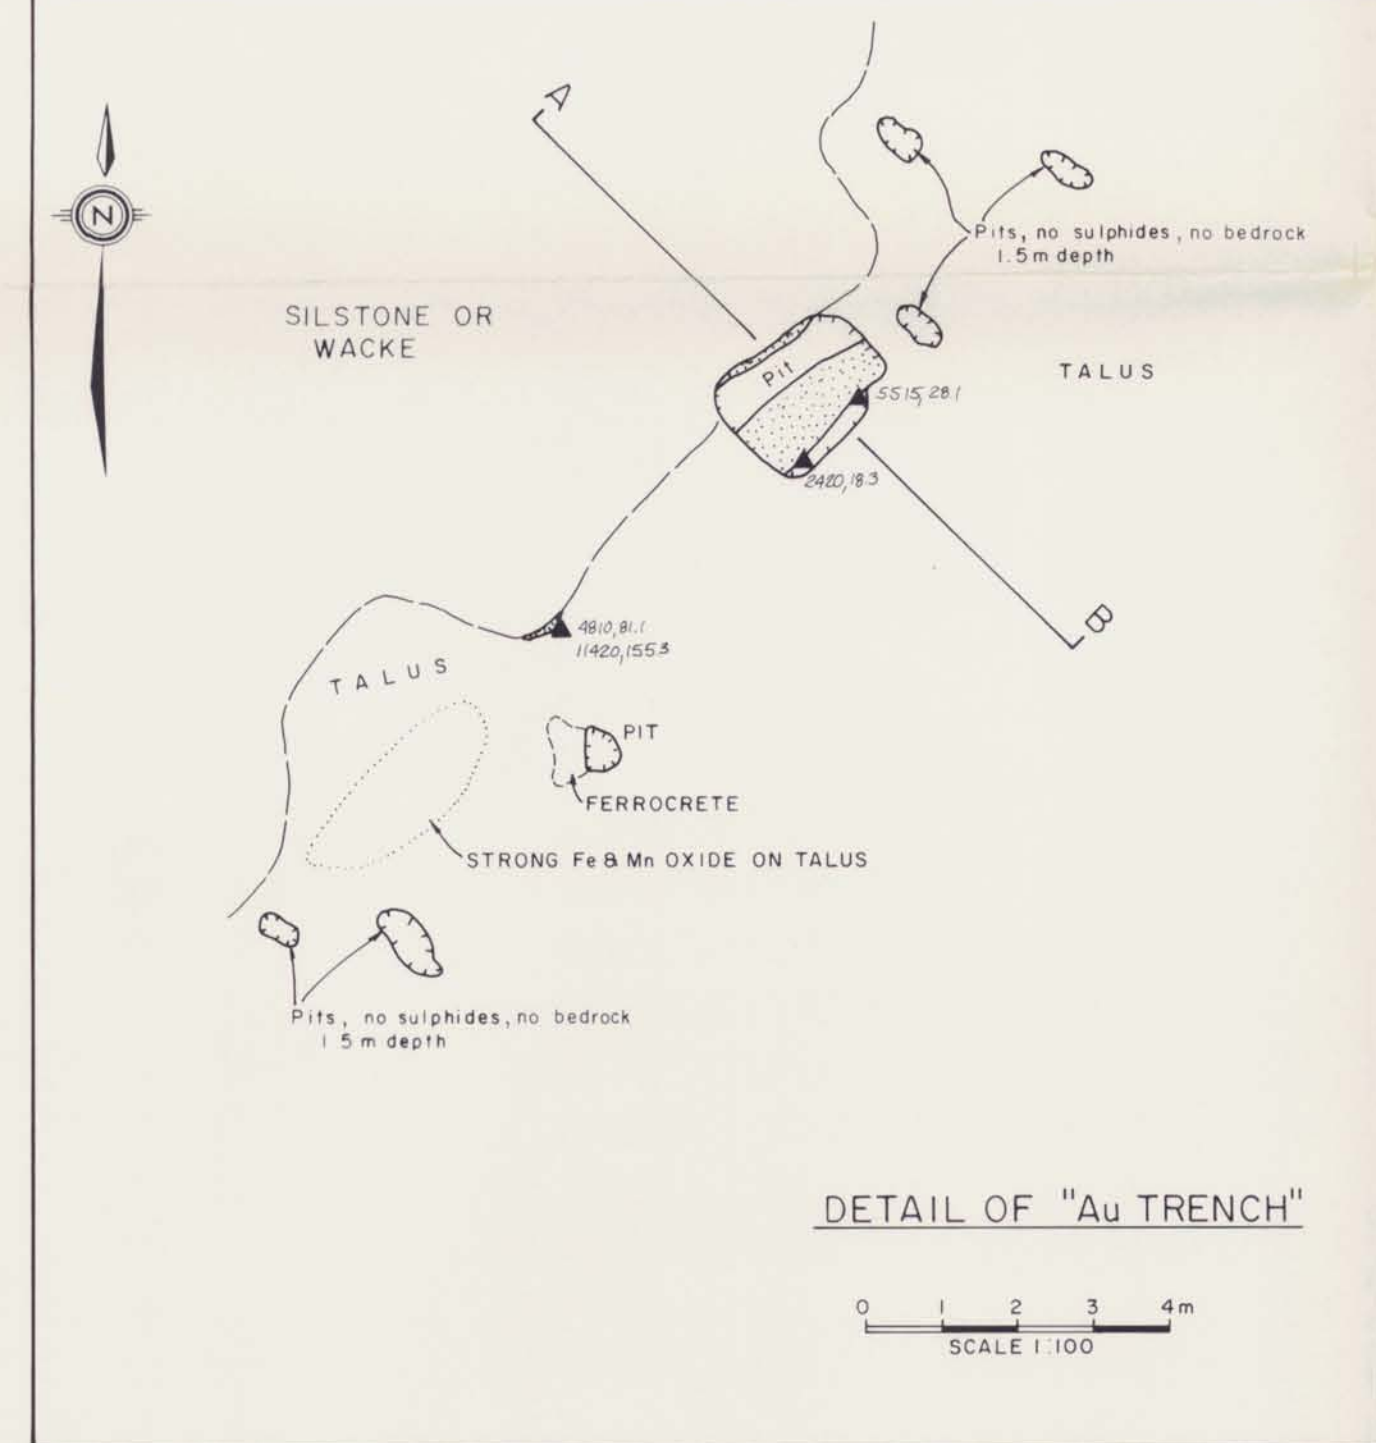 A
N
Pits, no sulphides, no bedrock
1.5m depth
SILSTONE OR
WACKE
Pit
TALUS
5515, 28.1
2420, 18.3
B
4810, 81.1
11420, 155.3
TALUS
PIT
FERROCRETE
STRONG Fe & Mn OXIDE ON TALUS
Pits, no sulphides, no bedrock
1 5 m depth
DETAIL OF "Au TRENCH"
0 1 2 3 4 m
SCALE 1:100